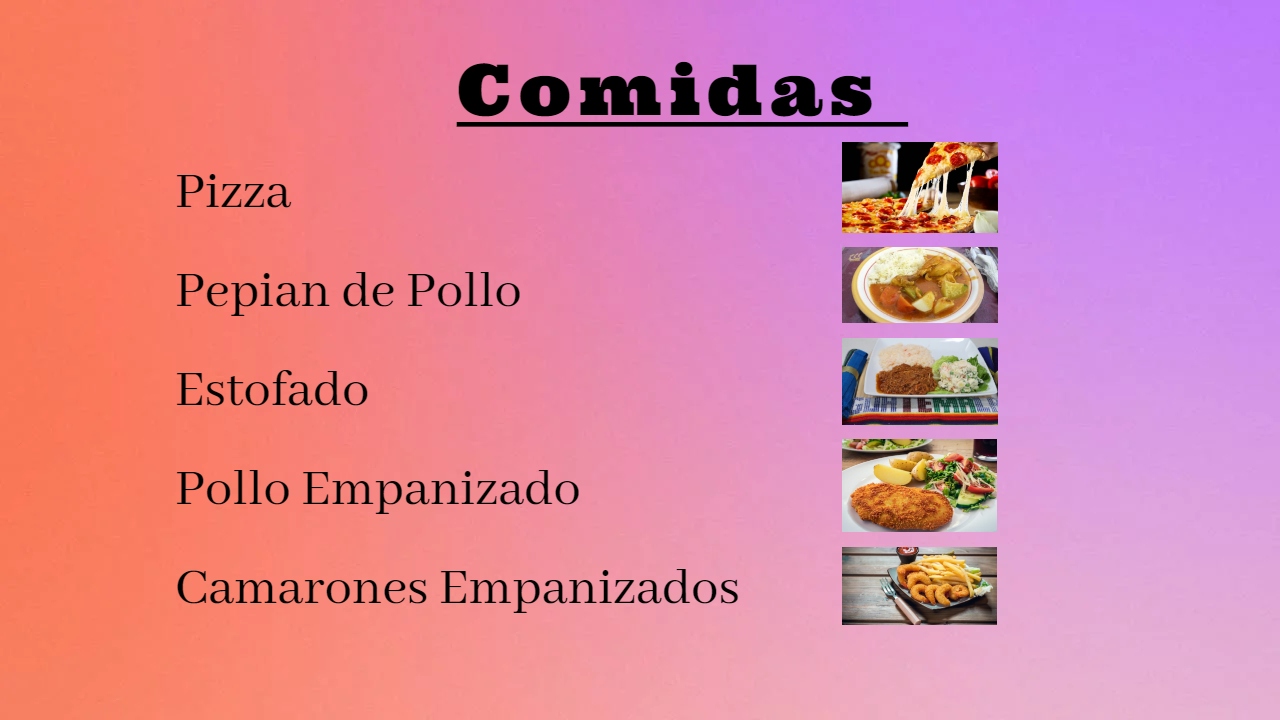 Comidas
Pizza
Pepian de Pollo
Estofado
Pollo Empanizado
Camarones Empanizados